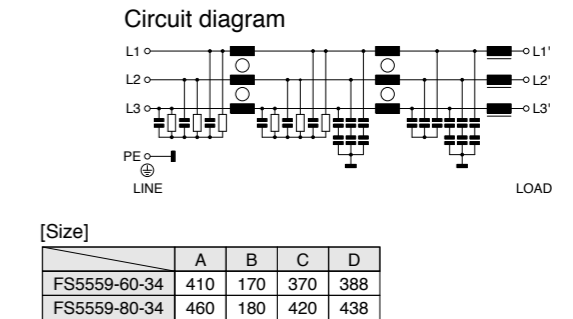 Circuit diagram
L1 L1'
L2 L2'
L3 L3'
PE
LINE LOAD
[Size]
A B C D
FS5559-60-34 410 170 370 388
FS5559-80-34 460 180 420 438